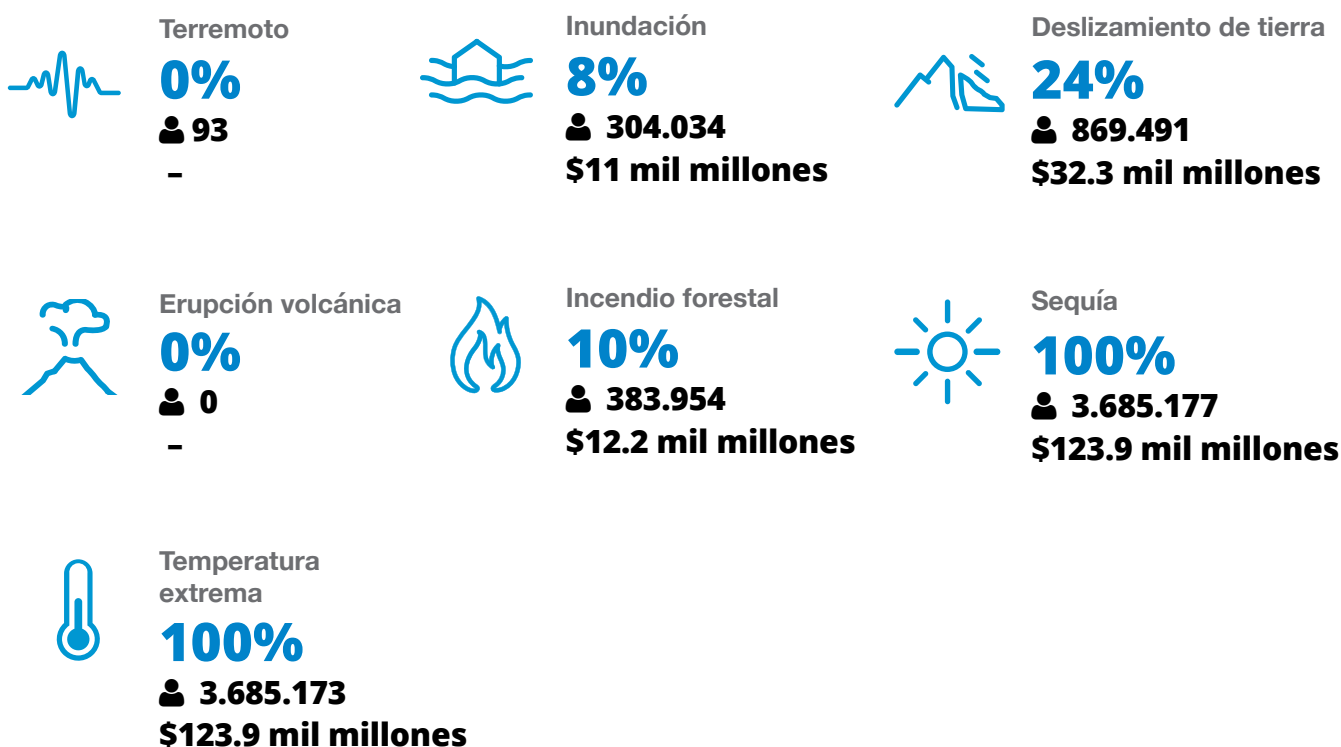 Terremoto
0%
93
–
Inundación
8%
304.034
$11 mil millones
Deslizamiento de tierra
24%
869.491
$32.3 mil millones
Erupción volcánica
0%
0
–
Incendio forestal
10%
383.954
$12.2 mil millones
Sequía
100%
3.685.177
$123.9 mil millones
Temperatura
extrema
100%
3.685.173
$123.9 mil millones